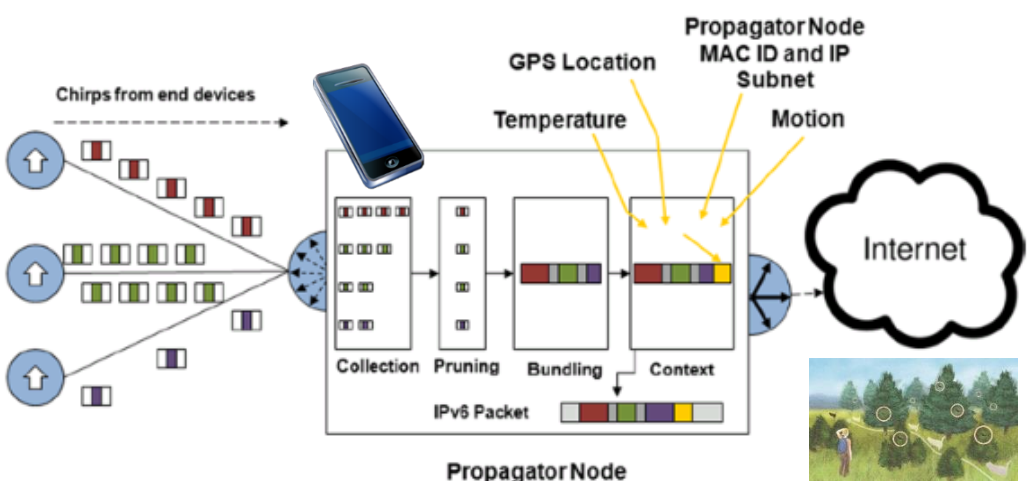 Propagator Node
MAC ID and IP
Subnet
GPS Location
Chirps from end devices
Temperature
Motion
Internet
Collection
Pruning
Bundling
Context
IPv6 Packet
Propagator Node